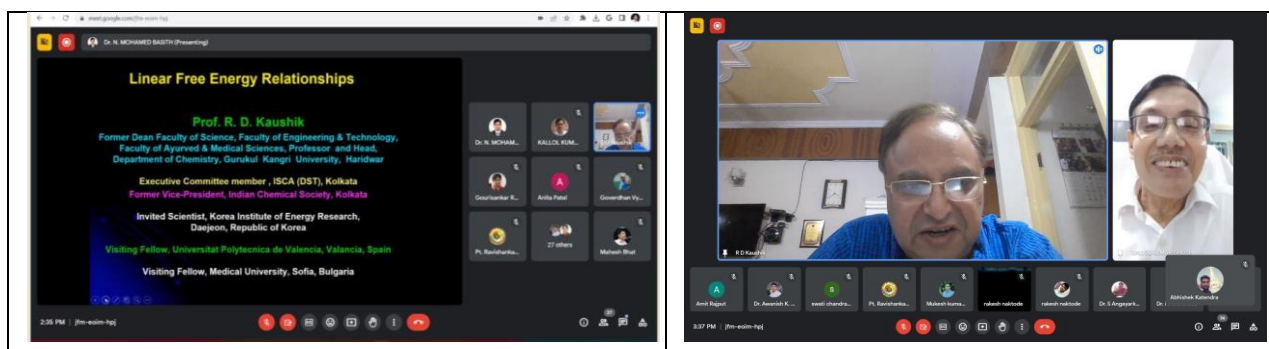 meet.google.com/jfm-eoim-hpj
Dr. N. MOHAMED BASITH (Presenting)
Linear Free Energy Relationships
Prof. R. D. Kaushik
Former Dean Faculty of Science, Faculty of Engineering & Technology,
Faculty of Ayurved & Medical Sciences, Professor and Head,
Department of Chemistry, Gurukul Kangri University, Haridwar
Executive Committee member , ISCA (DST), Kolkata
Former Vice-President, Indian Chemical Society, Kolkata
Invited Scientist, Korea Institute of Energy Research,
Daejeon, Republic of Korea
Visiting Fellow, Universitat Polytecnica de Valencia, Valancia, Spain
Visiting Fellow, Medical University, Sofia, Bulgaria
Dr. N. MOHAM...
KALLOL KUM...
Gourisankar R...
Anita Patel
Goverdhan Vy...
Pt. Ravishanka...
27 others
Mahesh Bhat
2:35 PM | jfm-eoim-hpj
R D Kaushik
Amit Rajput
Dr. Awanish K. ...
swati chandra...
Pt. Ravishanka...
Mukesh kuma...
rakesh naktode
rakesh naktode
Dr. S Angayark...
Abhishek Katendra
3:37 PM | jfm-eoim-hpj